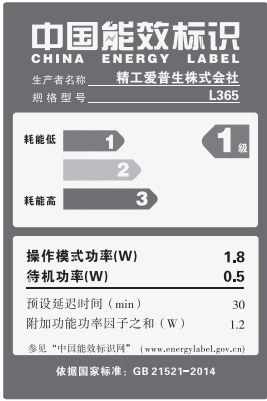 中国能效标识
CHINA ENERGY LABEL
生产者名称 精工爱普生株式会社
规格型号 L365
耗能低 1
1级
2
耗能高 3
操作模式功率(W) 1.8
待机功率(W) 0.5
预设延迟时间（min） 30
附加功能功率因子之和（W） 1.2
参见“中国能效标识网”（www.energylabel.gov.cn）
依据国家标准：GB 21521-2014